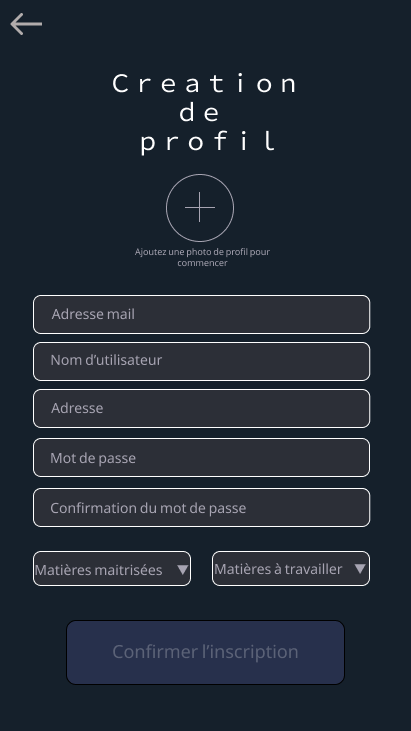 Creation
de
profil
Ajoutez une photo de profil pour
commencer
Adresse mail
Nom d’utilisateur
Adresse
Mot de passe
Confirmation du mot de passe
Matières maitrisées ▼ Matières à travailler ▼
Confirmer l’inscription